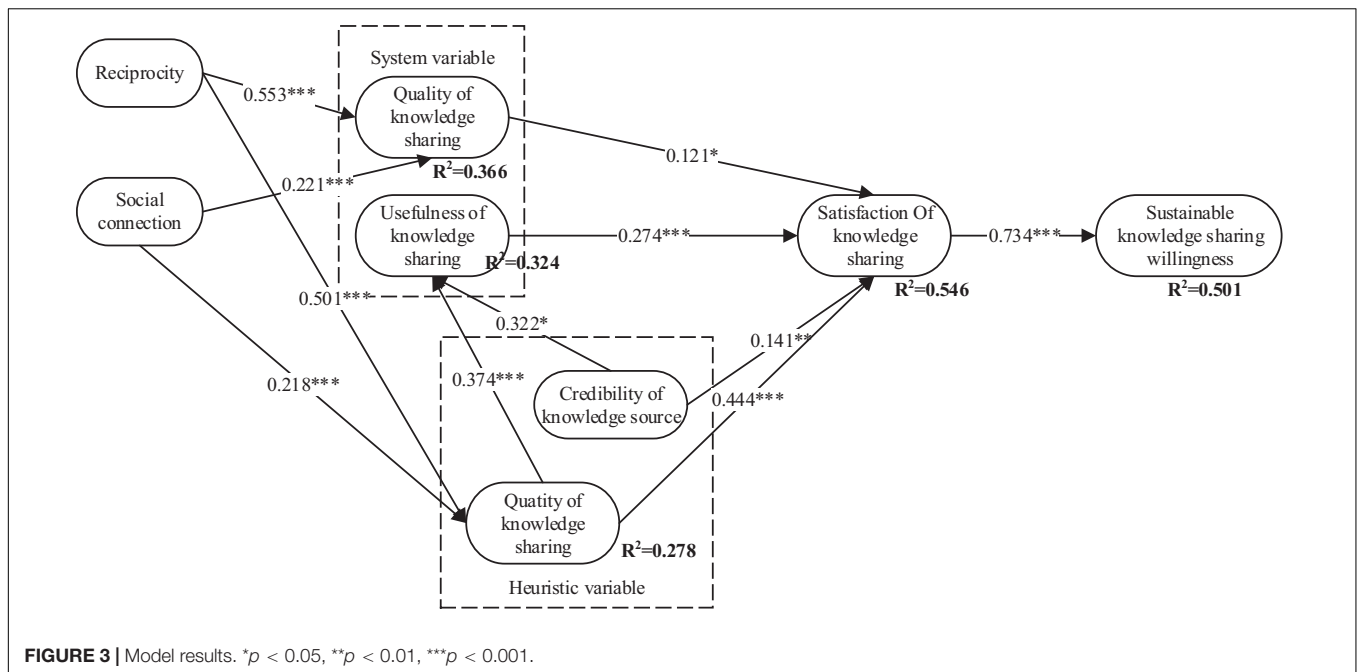 System variable
Reciprocity
0.553***
Quality of
knowledge
sharing
R²=0.366
0.121*
Social
connection
0.221***
Usefulness of
knowledge
sharing
R²=0.324
0.274***
Satisfaction Of
knowledge
sharing
R²=0.546
0.734***
Sustainable
knowledge sharing
willingness
R²=0.501
0.501***
0.322*
0.141**
0.218***
0.374***
Credibility of
knowledge source
0.444***
Quatity of
knowledge
sharing
R²=0.278
Heuristic variable
FIGURE 3 | Model results. *p < 0.05, **p < 0.01, ***p < 0.001.